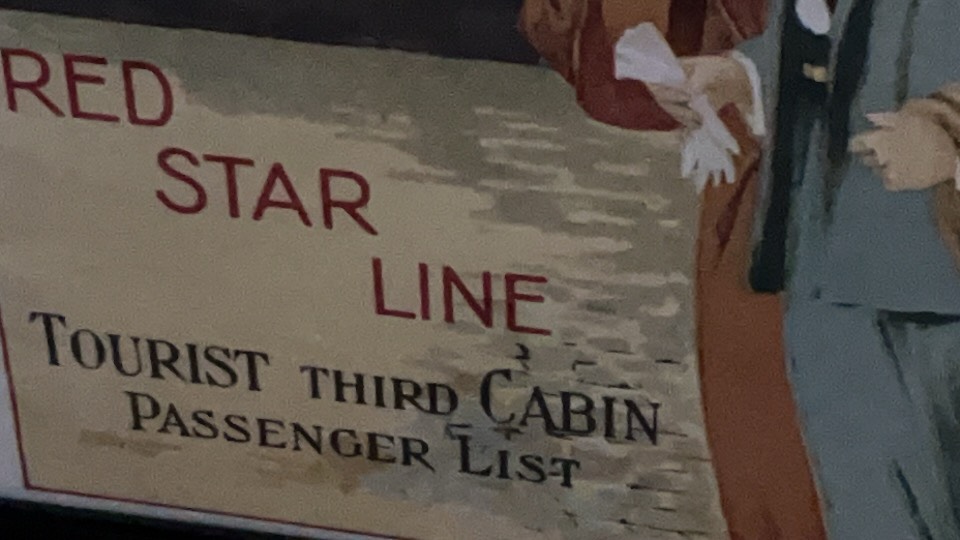 RED
STAR
LINE
TOURIST THIRD CABIN
PASSENGER LIST